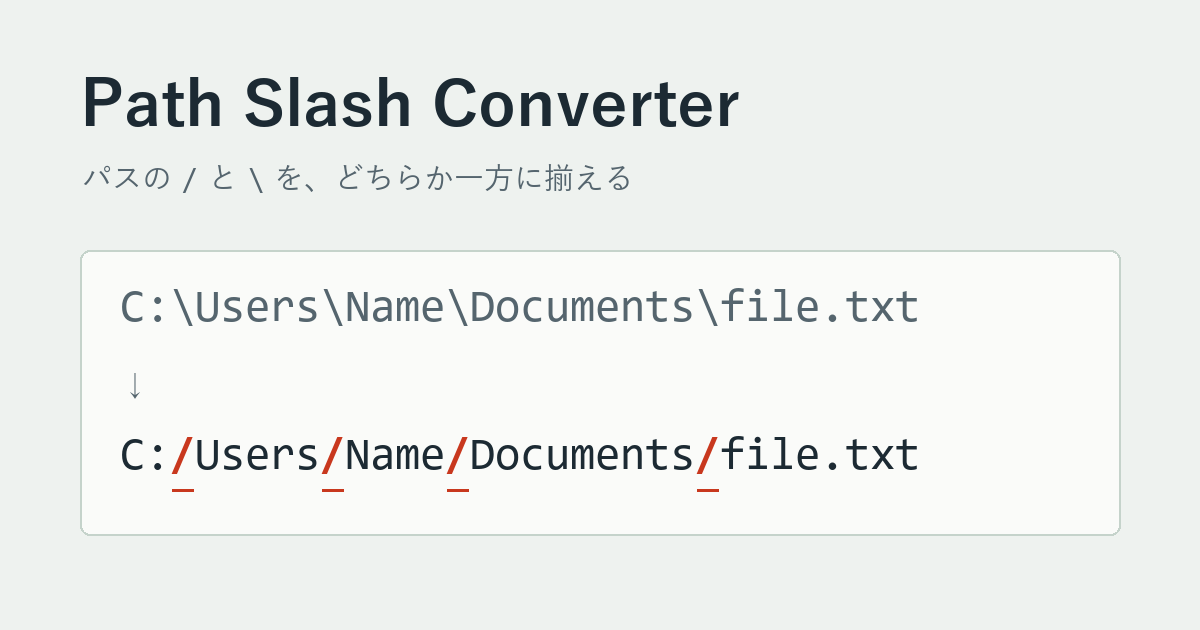 Path Slash Converter
パスの / と \ を、どちらか一方に揃える
C:\Users\Name\Documents\file.txt
↓
C:/Users/Name/Documents/file.txt